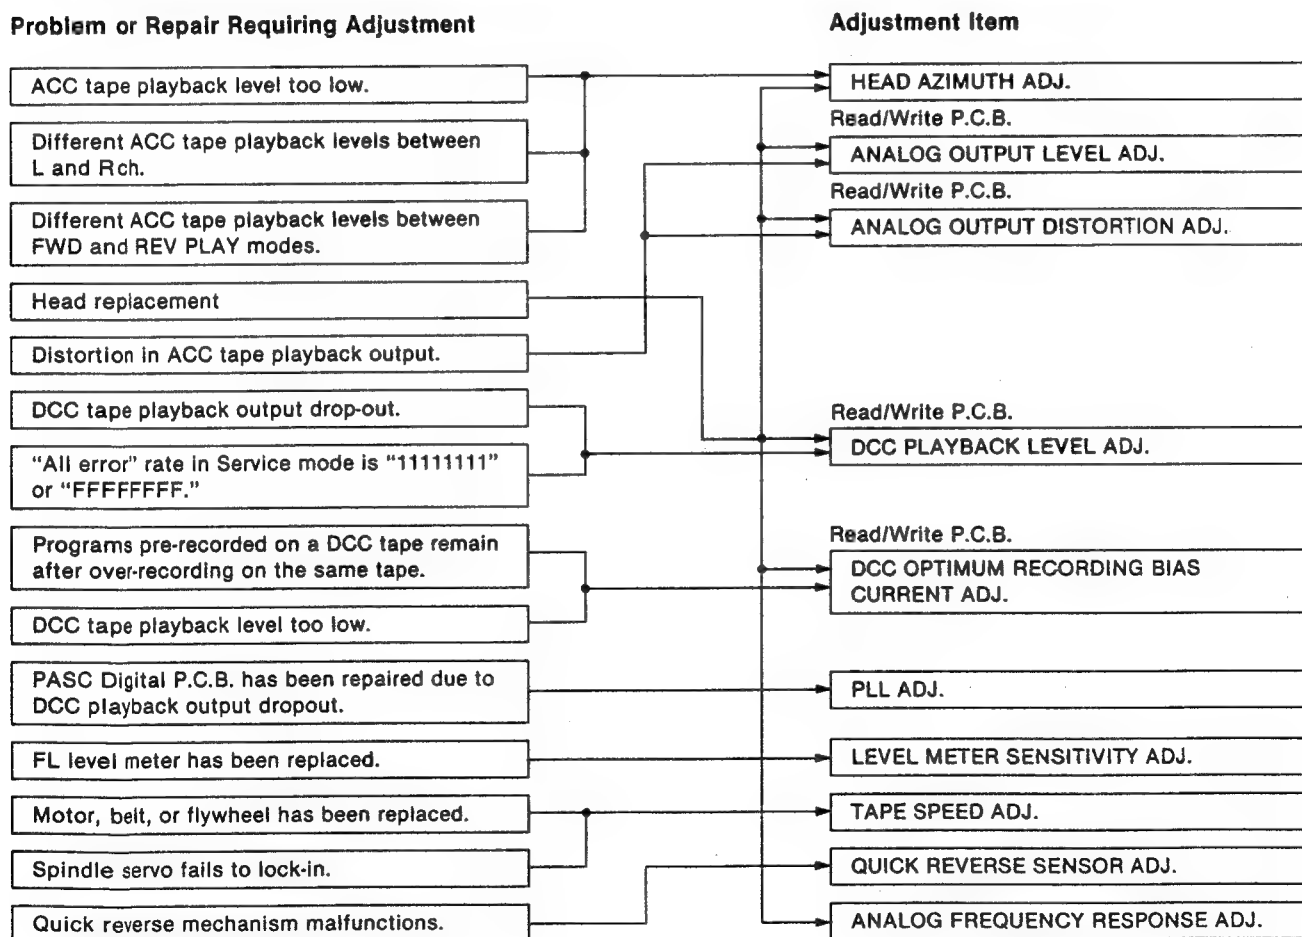 Problem or Repair Requiring Adjustment
ACC tape playback level too low.
Different ACC tape playback levels between
L and Rch.
Different ACC tape playback levels between
FWD and REV PLAY modes.
Head replacement
Distortion in ACC tape playback output.
DCC tape playback output drop-out.
“All error” rate in Service mode is “11111111”
or “FFFFFFFF.”
Programs pre-recorded on a DCC tape remain
after over-recording on the same tape.
DCC tape playback level too low.
PASC Digital P.C.B. has been repaired due to
DCC playback output dropout.
FL level meter has been replaced.
Motor, belt, or flywheel has been replaced.
Spindle servo fails to lock-in.
Quick reverse mechanism malfunctions.
Adjustment Item
HEAD AZIMUTH ADJ.
Read/Write P.C.B.
ANALOG OUTPUT LEVEL ADJ.
Read/Write P.C.B.
ANALOG OUTPUT DISTORTION ADJ.
Read/Write P.C.B.
DCC PLAYBACK LEVEL ADJ.
Read/Write P.C.B.
DCC OPTIMUM RECORDING BIAS
CURRENT ADJ.
PLL ADJ.
LEVEL METER SENSITIVITY ADJ.
TAPE SPEED ADJ.
QUICK REVERSE SENSOR ADJ.
ANALOG FREQUENCY RESPONSE ADJ.